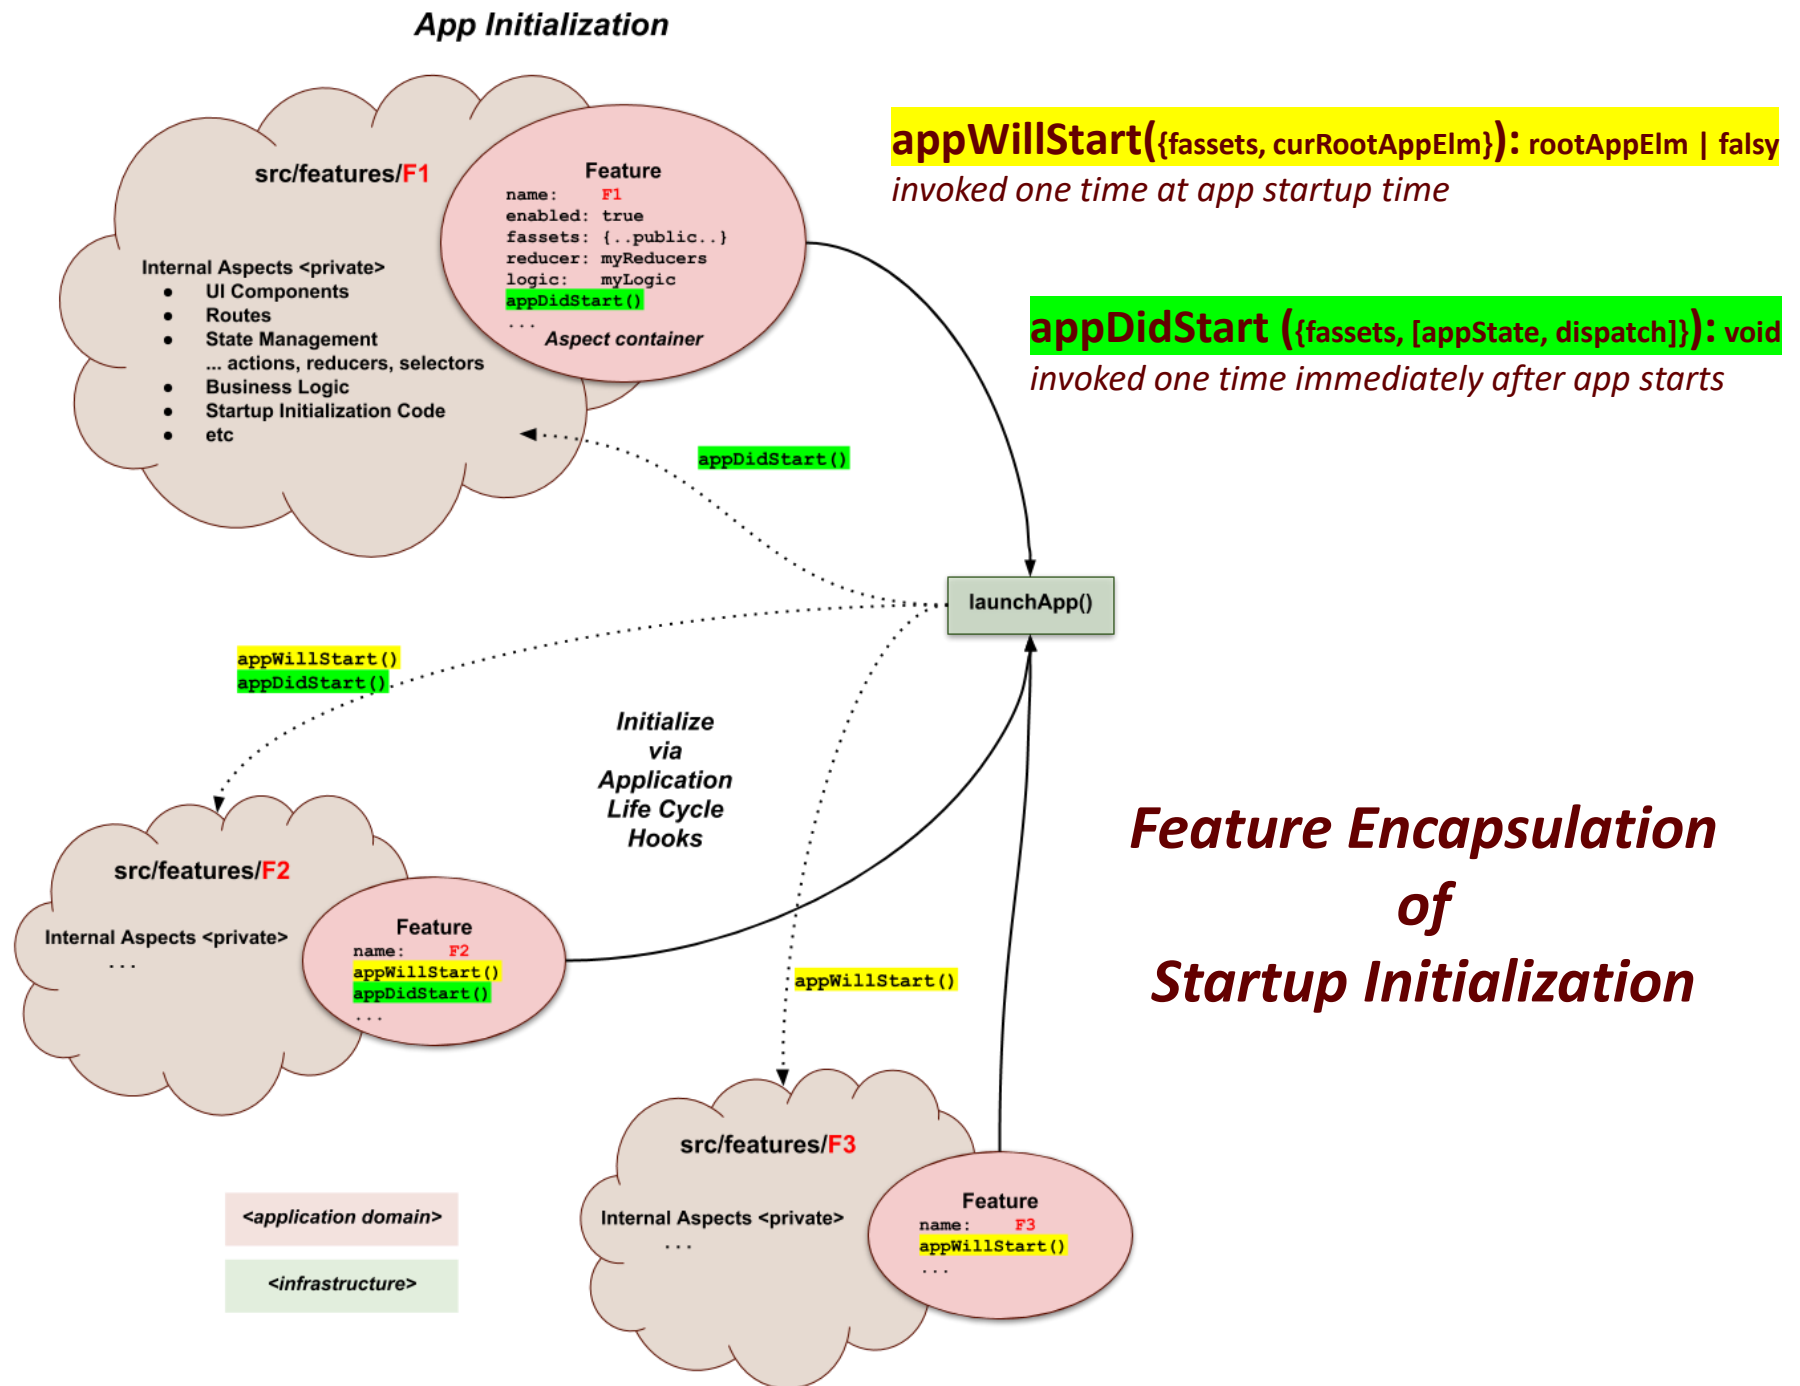 App Initialization
src/features/F1
Internal Aspects <private>
● UI Components
● Routes
● State Management
... actions, reducers, selectors
● Business Logic
● Startup Initialization Code
● etc
Feature
name: F1
enabled: true
fassets: {..public..}
reducer: myReducers
logic: myLogic
appDidStart()
...
Aspect container
appWillStart({fassets, curRootAppElm}): rootAppElm | falsy
invoked one time at app startup time
appDidStart ({fassets, [appState, dispatch]}): void
invoked one time immediately after app starts
appDidStart()
launchApp()
appWillStart()
appDidStart()
Initialize
via
Application
Life Cycle
Hooks
src/features/F2
Internal Aspects <private>
...
Feature
name: F2
appWillStart()
appDidStart()
...
Feature Encapsulation
of
Startup Initialization
appWillStart()
src/features/F3
Internal Aspects <private>
...
Feature
name: F3
appWillStart()
...
<application domain>
<infrastructure>